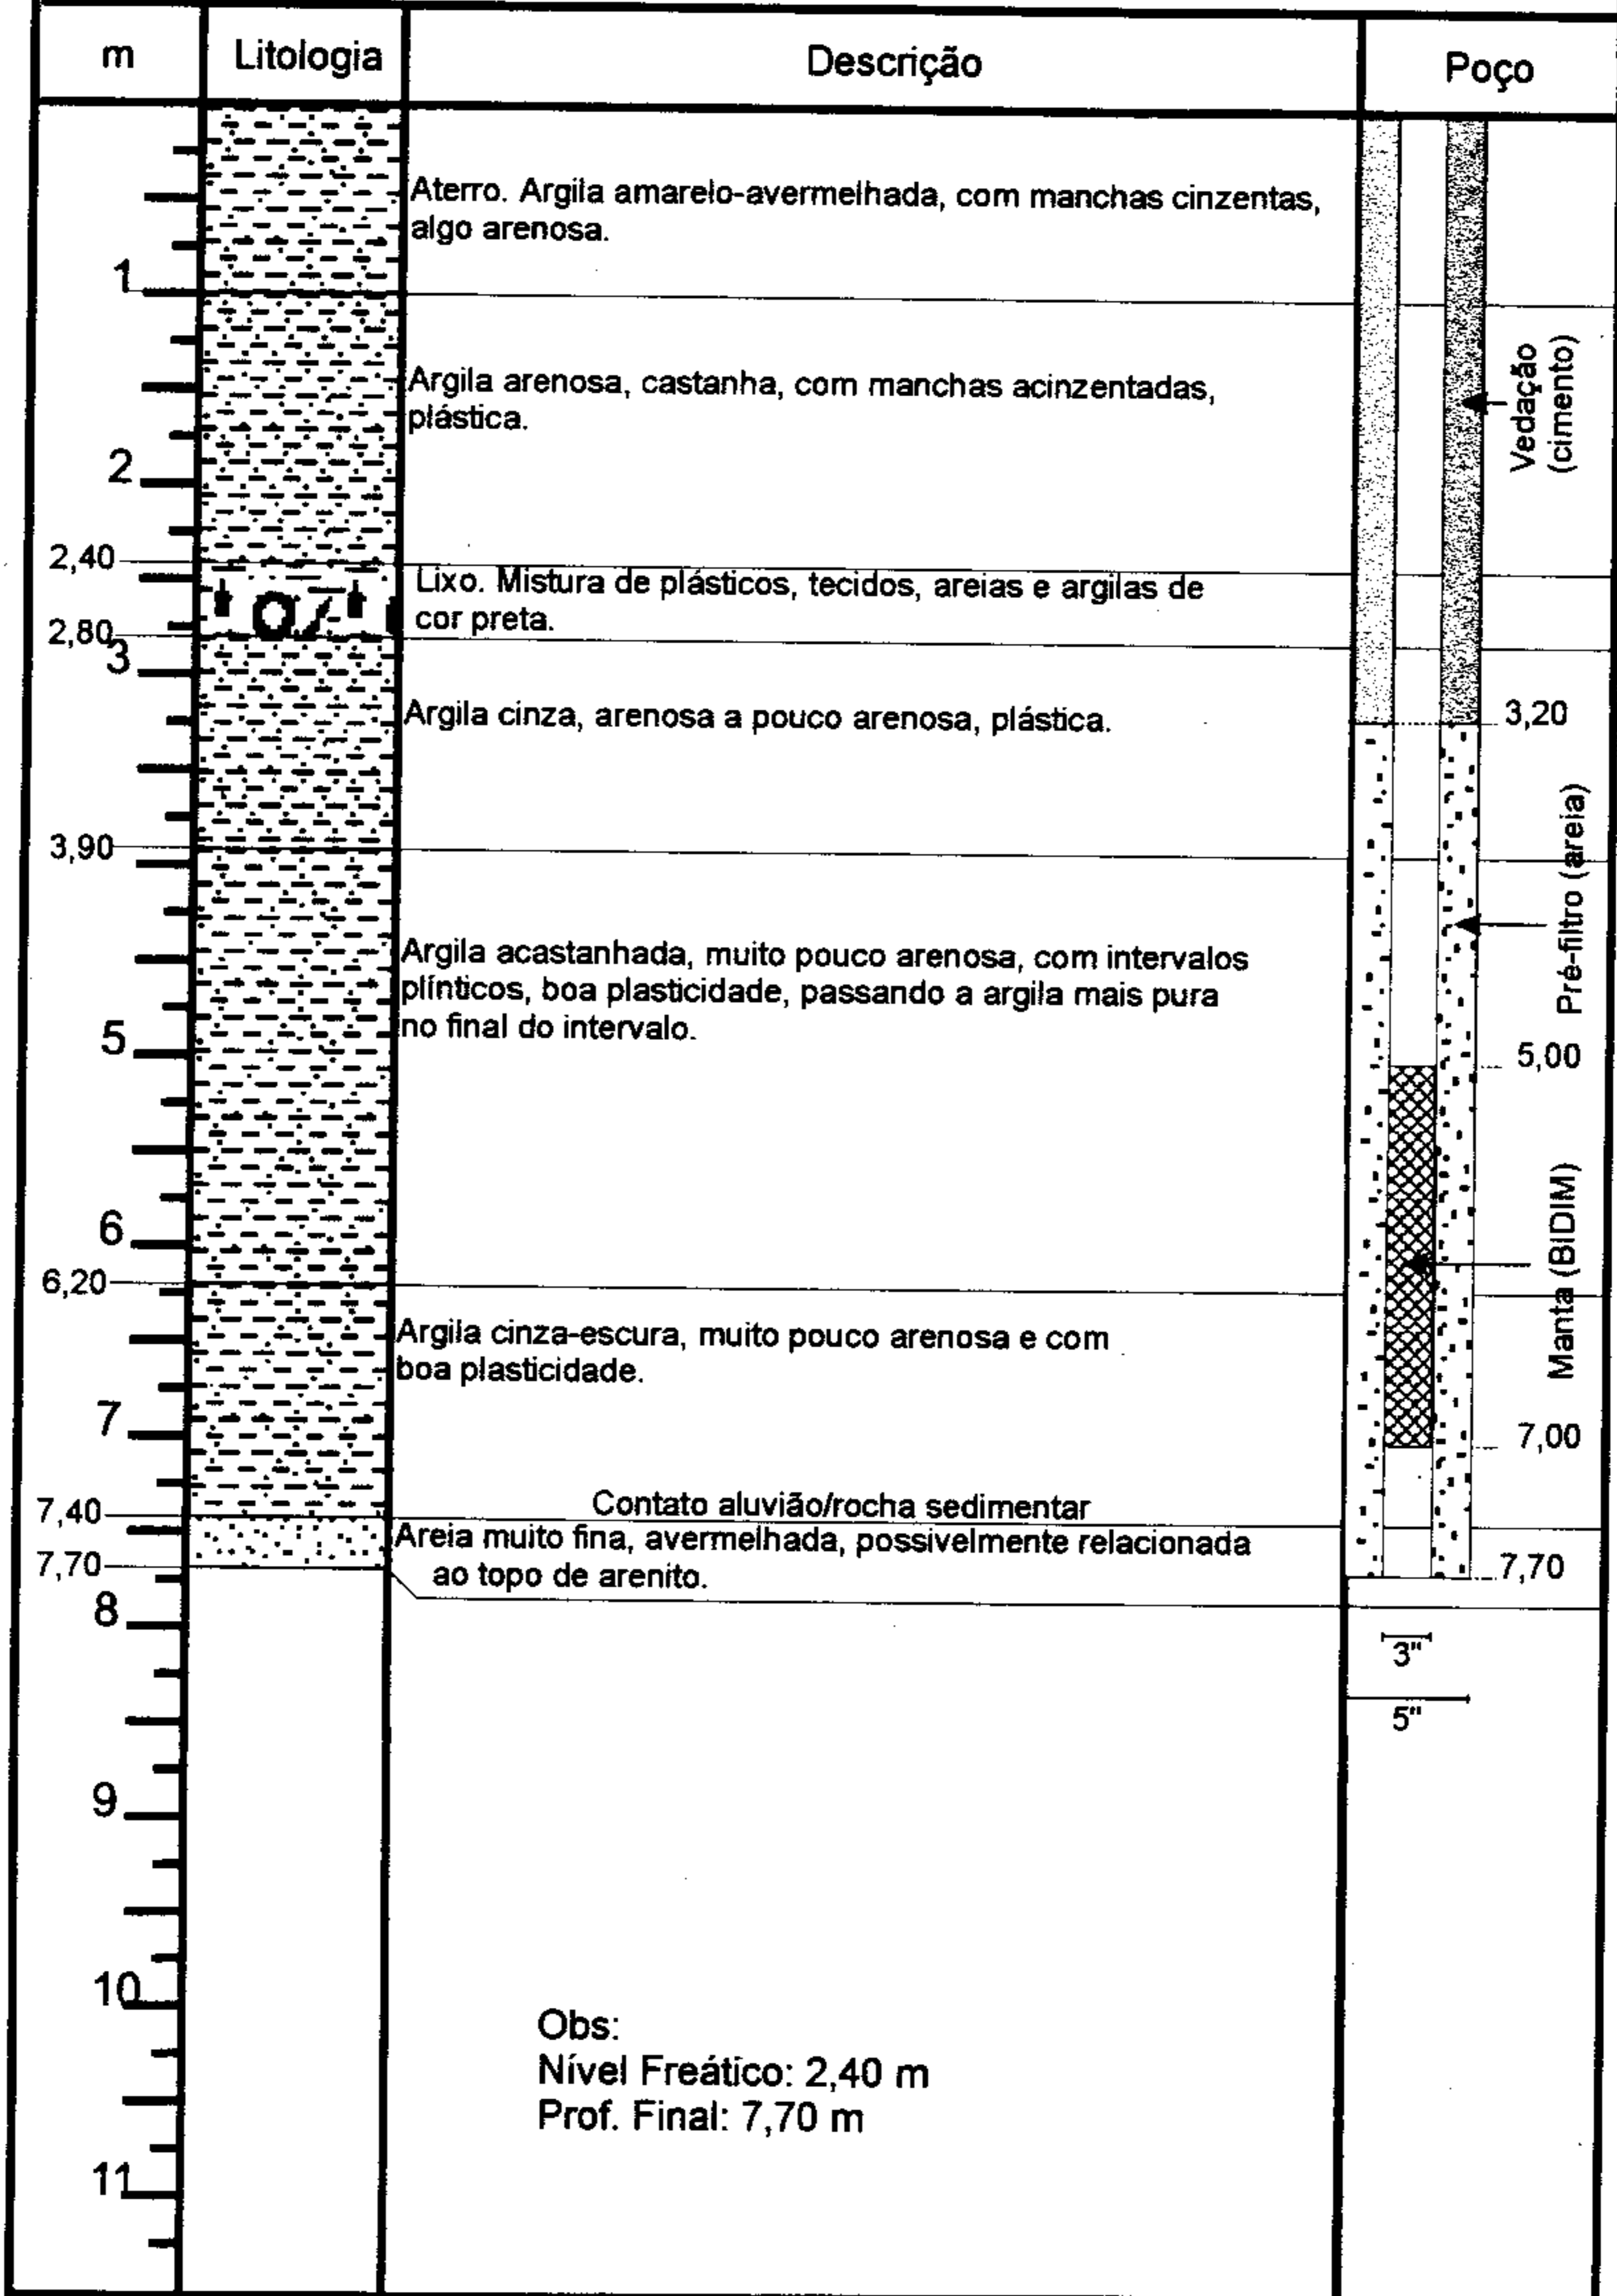 m Litologia Descrição Poço
Aterro. Argila amarelo-avermelhada, com manchas cinzentas,
algo arenosa.
1
Argila arenosa, castanha, com manchas acinzentadas,
plástica.
Vedação
(cimento)
2
2,40
Lixo. Mistura de plásticos, tecidos, areias e argilas de
cor preta.
2,80
3
Argila cinza, arenosa a pouco arenosa, plástica.
3,20
3,90
Pré-filtro (areia)
Argila acastanhada, muito pouco arenosa, com intervalos
plínticos, boa plasticidade, passando a argila mais pura
no final do intervalo.
5
5,00
Manta (BIDIM)
6
6,20
Argila cinza-escura, muito pouco arenosa e com
boa plasticidade.
7
7,00
Contato aluvião/rocha sedimentar
7,40
Areia muito fina, avermelhada, possivelmente relacionada
ao topo de arenito.
7,70
7,70
8
3"
5"
9
10
Obs:
Nível Freático: 2,40 m
Prof. Final: 7,70 m
11